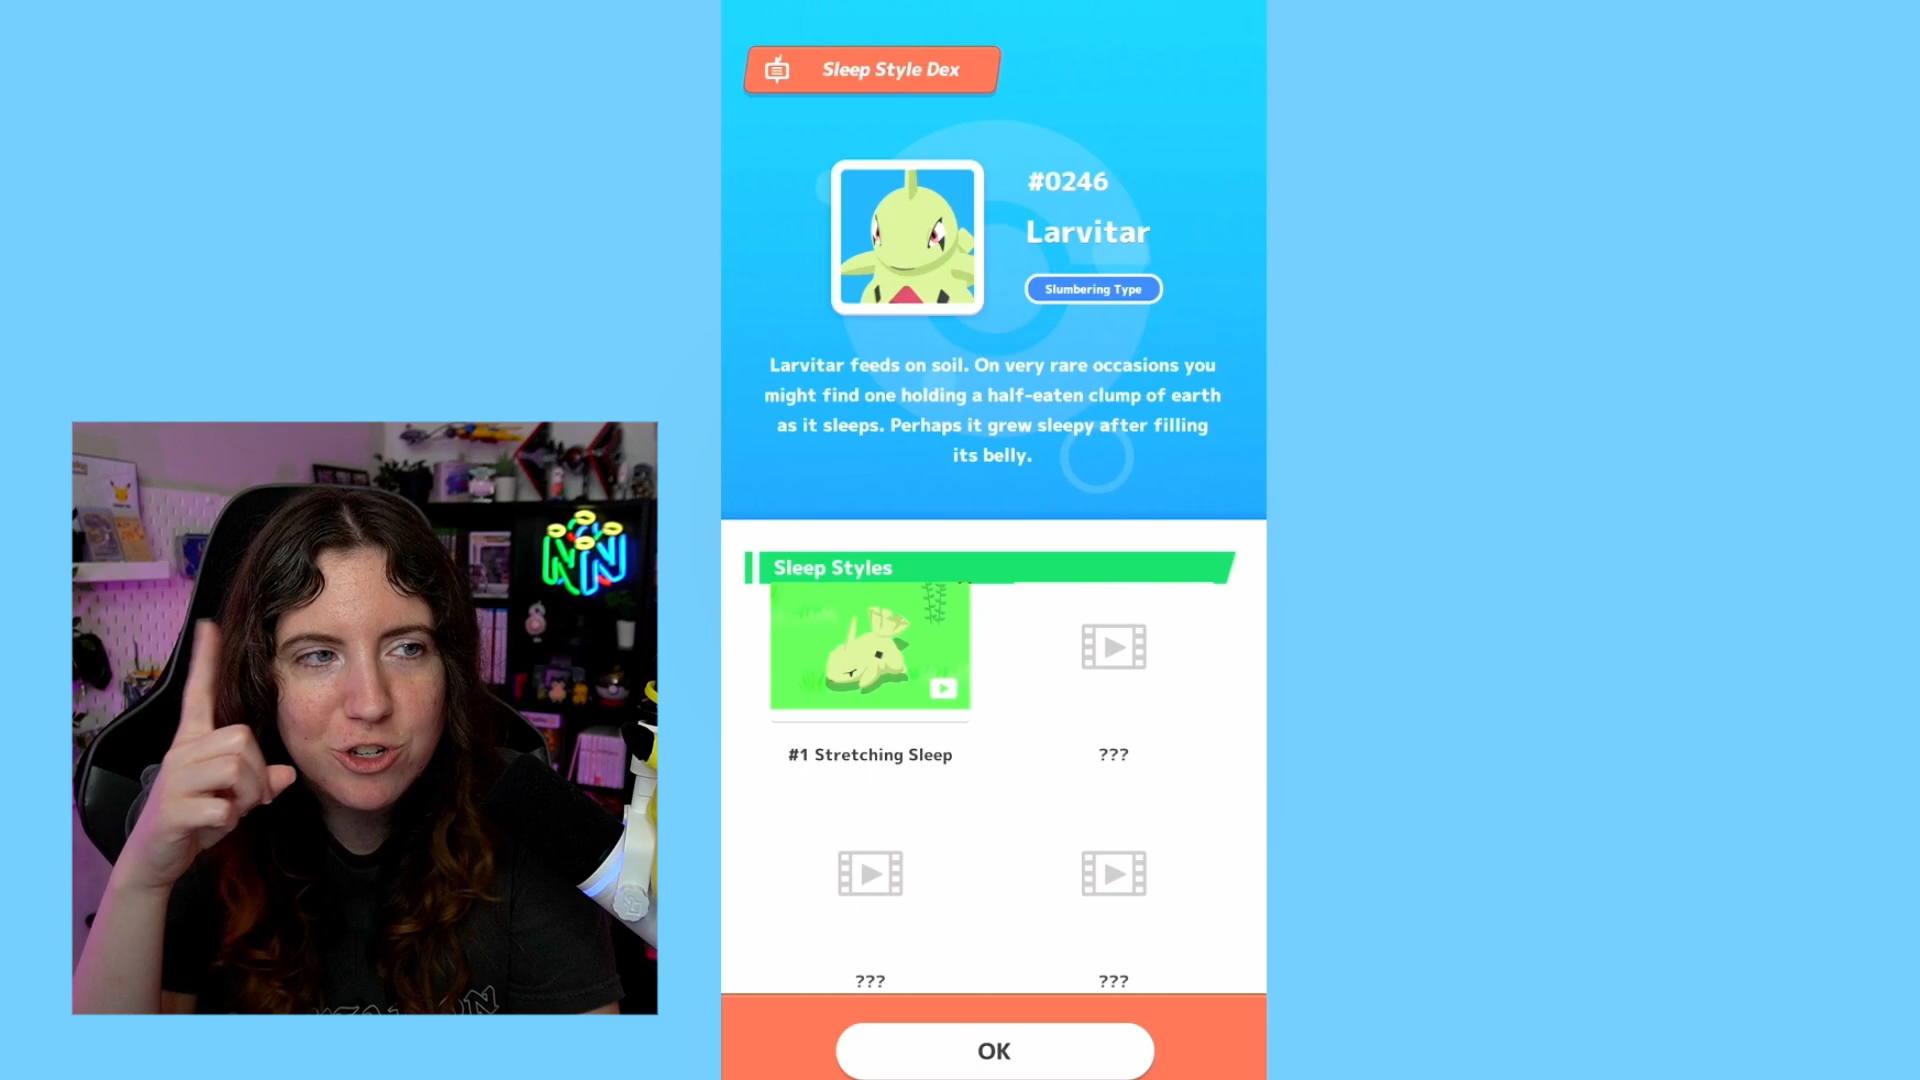 Sleep Style Dex
#0246
Larvitar
Slumbering Type
Larvitar feeds on soil. On very rare occasions you
might find one holding a half-eaten clump of earth
as it sleeps. Perhaps it grew sleepy after filling
its belly.
Sleep Styles
#1 Stretching Sleep
???
???
???
OK